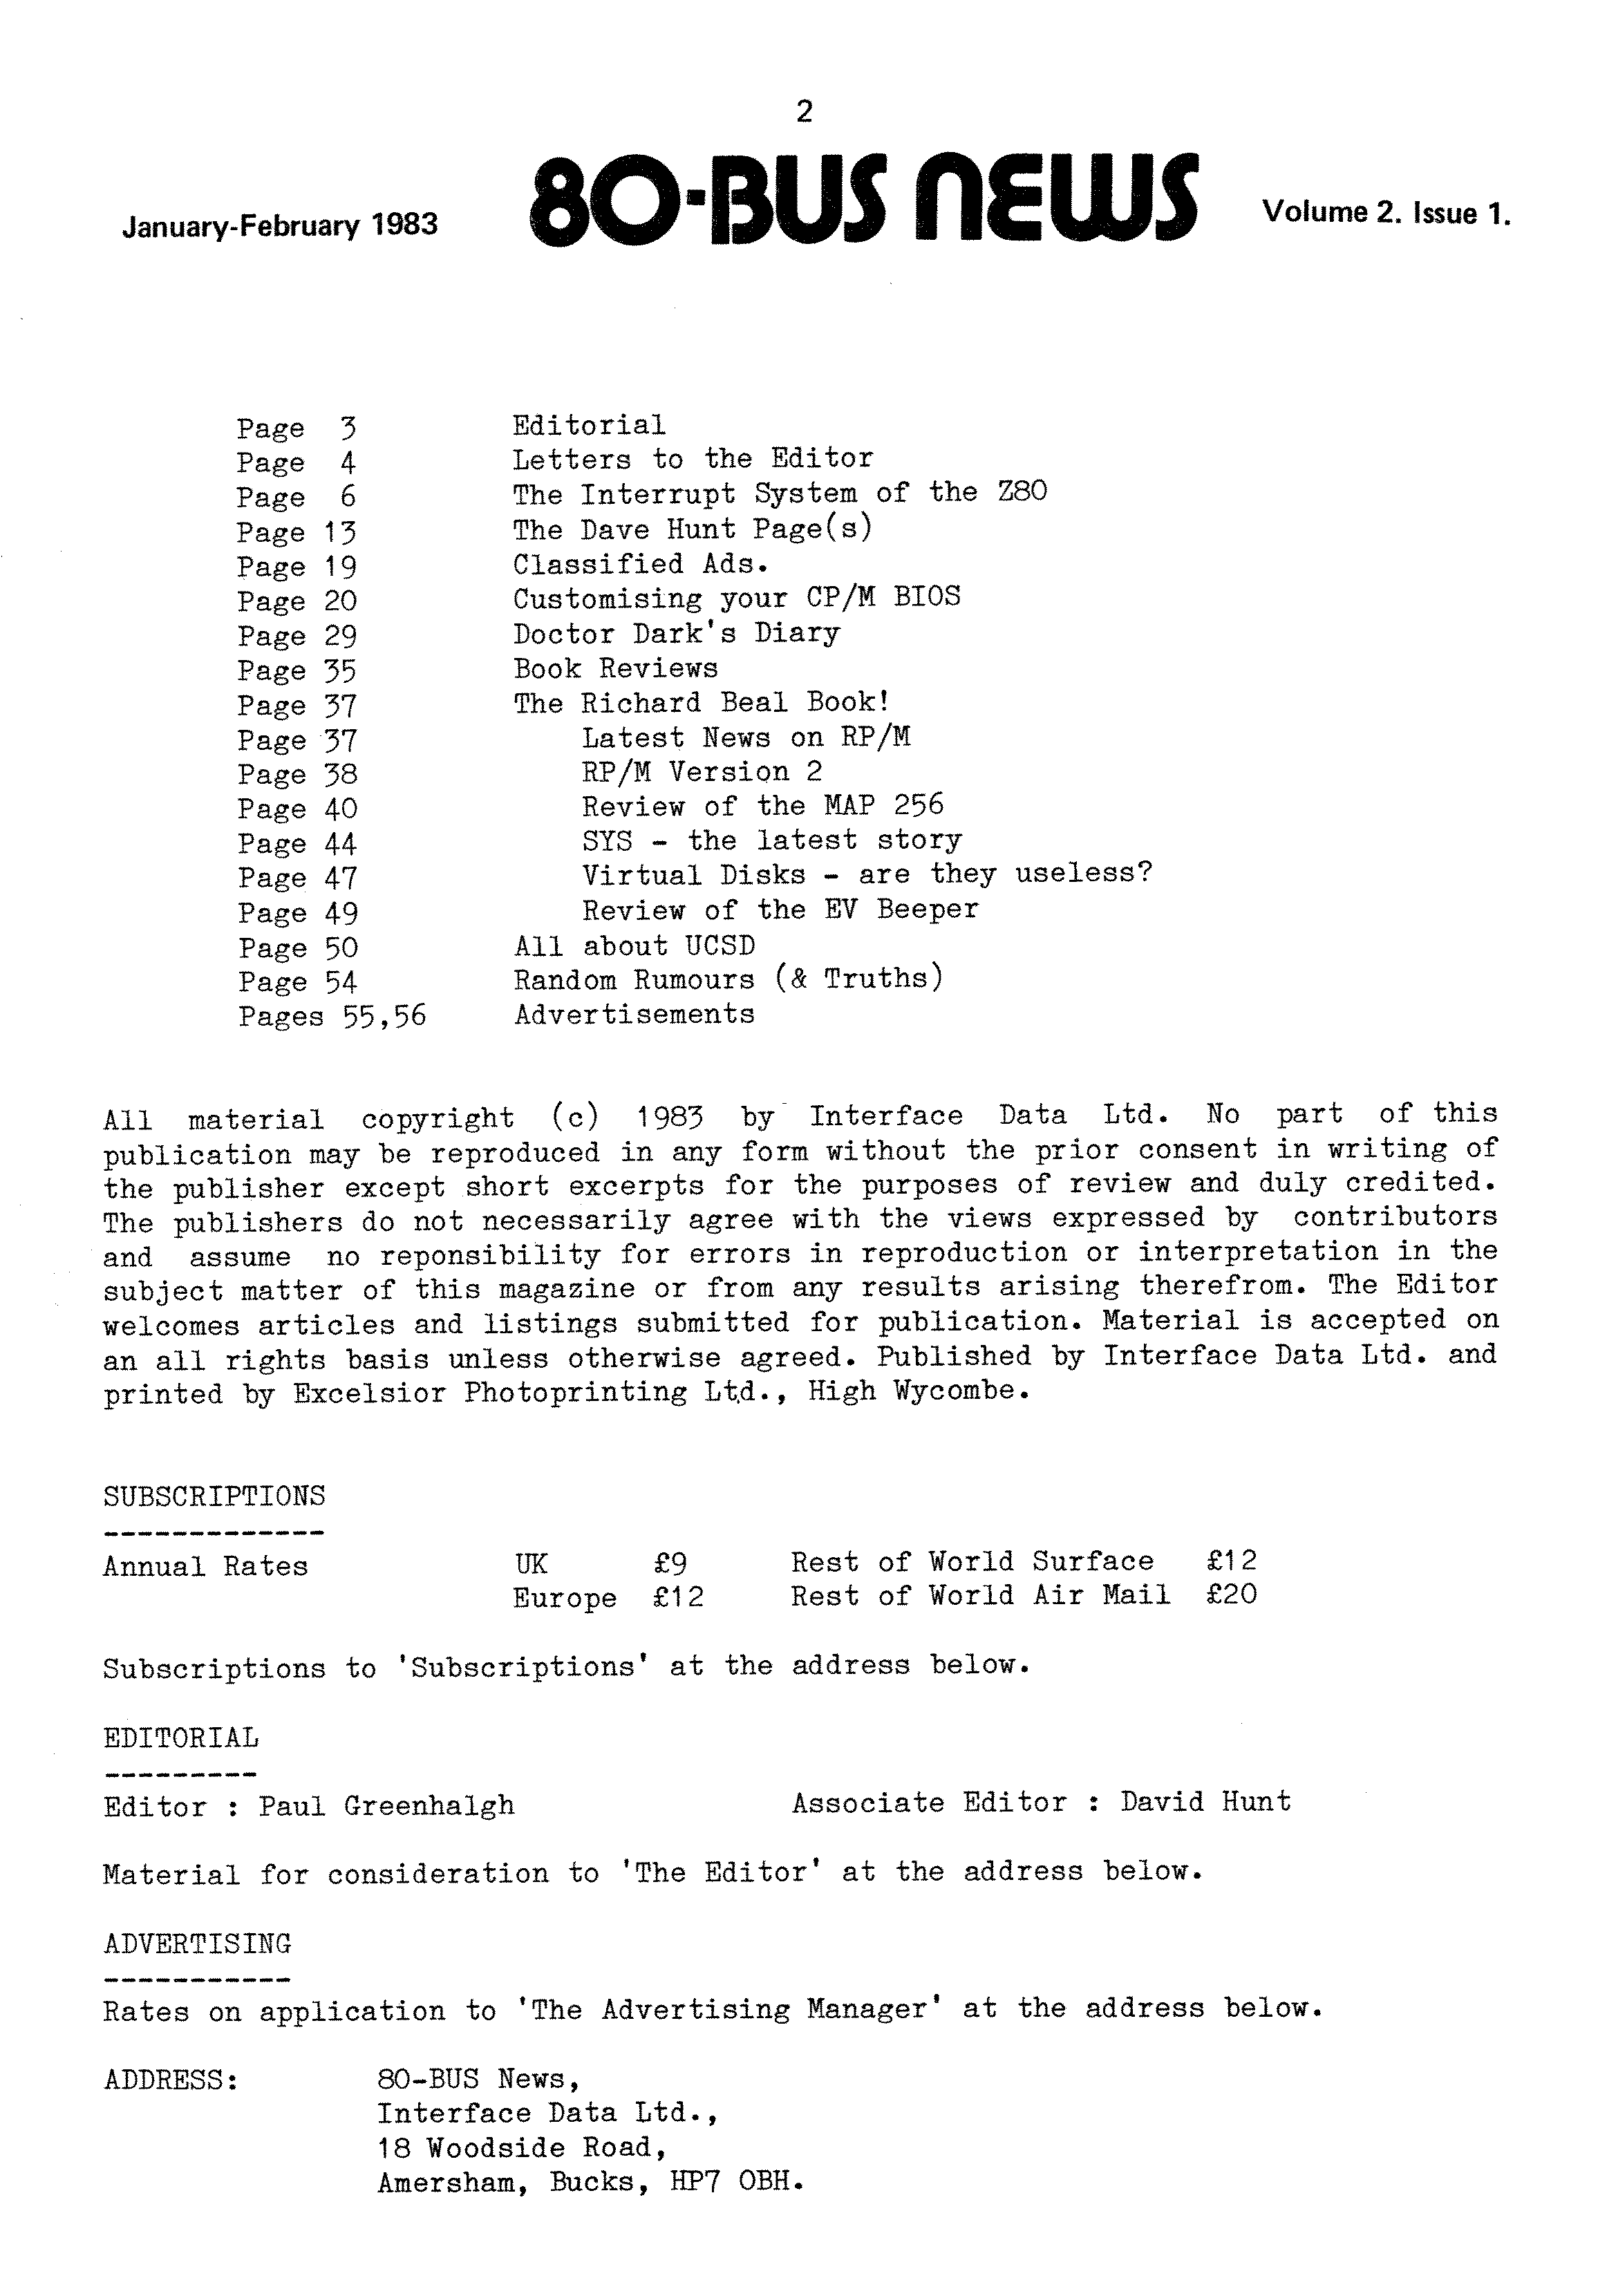 2
January-February 1983 80-BUS NEWS Volume 2. Issue 1.
Page 3 Editorial
Page 4 Letters to the Editor
Page 6 The Interrupt System of the Z80
Page 13 The Dave Hunt Page(s)
Page 19 Classified Ads.
Page 20 Customising your CP/M BIOS
Page 29 Doctor Dark's Diary
Page 35 Book Reviews
Page 37 The Richard Beal Book!
Page 37 Latest News on RP/M
Page 38 RP/M Version 2
Page 40 Review of the MAP 256
Page 44 SYS - the latest story
Page 47 Virtual Disks - are they useless?
Page 49 Review of the EV Beeper
Page 50 All about UCSD
Page 54 Random Rumours (& Truths)
Pages 55,56 Advertisements
All material copyright (c) 1983 by Interface Data Ltd. No part of this
publication may be reproduced in any form without the prior consent in writing of
the publisher except short excerpts for the purposes of review and duly credited.
The publishers do not necessarily agree with the views expressed by contributors
and assume no reponsibility for errors in reproduction or interpretation in the
subject matter of this magazine or from any results arising therefrom. The Editor
welcomes articles and listings submitted for publication. Material is accepted on
an all rights basis unless otherwise agreed. Published by Interface Data Ltd. and
printed by Excelsior Photoprinting Ltd., High Wycombe.
SUBSCRIPTIONS
-------------
Annual Rates UK £9 Rest of World Surface £12
Europe £12 Rest of World Air Mail £20
Subscriptions to 'Subscriptions' at the address below.
EDITORIAL
---------
Editor : Paul Greenhalgh Associate Editor : David Hunt
Material for consideration to 'The Editor' at the address below.
ADVERTISING
-----------
Rates on application to 'The Advertising Manager' at the address below.
ADDRESS: 80-BUS News,
Interface Data Ltd.,
18 Woodside Road,
Amersham, Bucks, HP7 0BH.